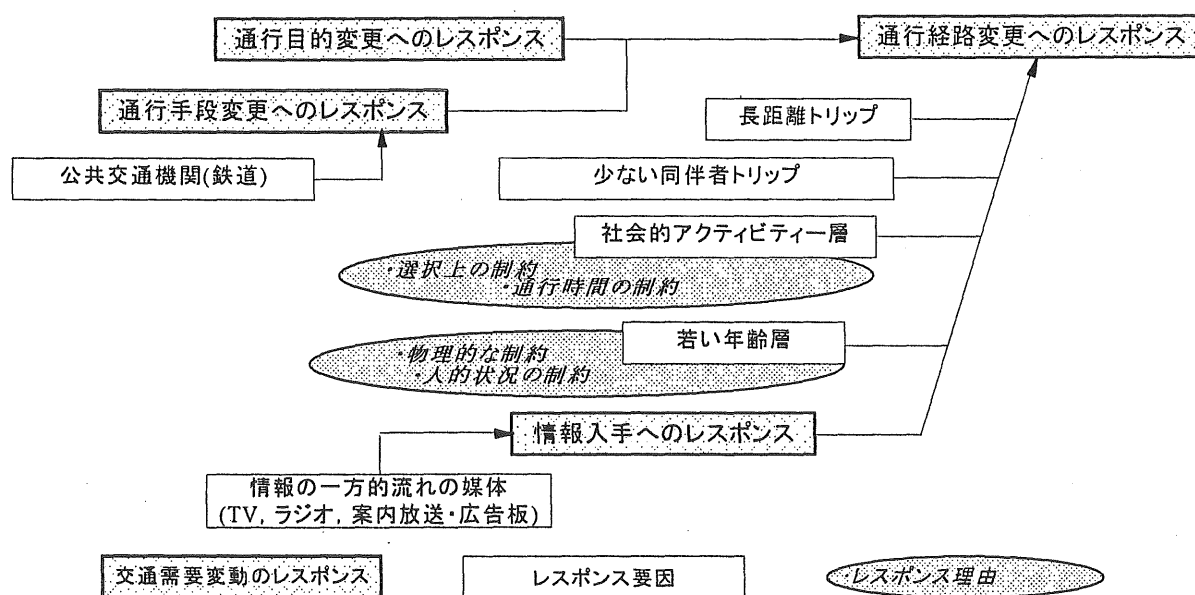 通行目的変更へのレスポンス
通行経路変更へのレスポンス
通行手段変更へのレスポンス
長距離トリップ
公共交通機関(鉄道)
少ない同伴者トリップ
社会的アクティビティー層
・選択上の制約
・通行時間の制約
若い年齢層
・物理的な制約
・人的状況の制約
情報入手へのレスポンス
情報の一方的流れの媒体
(TV, ラジオ, 案内放送・広告板)
交通需要変動のレスポンス
レスポンス要因
・レスポンス理由